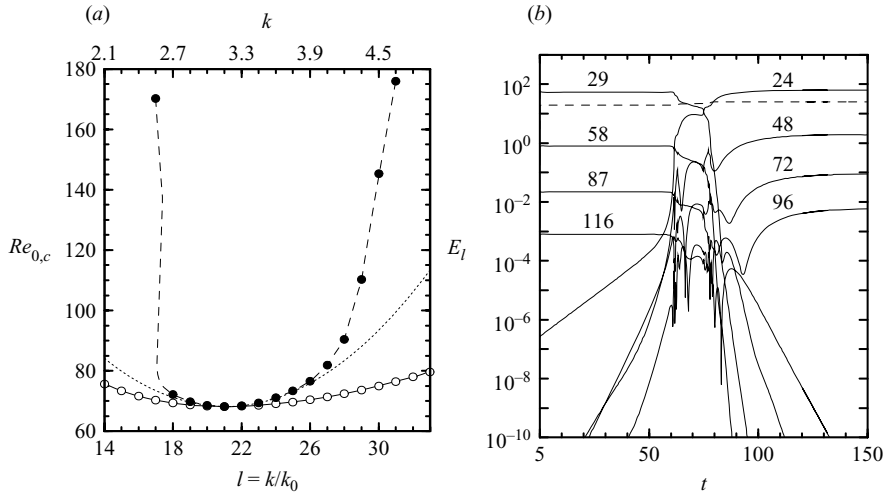 (a)
k
2.1 2.7 3.3 3.9 4.5
180
160
140
120
100
80
60
Re0,c
14 18 22 26 30
l = k/k0
(b)
10^2
10^0
10^−2
10^−4
10^−6
10^−8
10^−10
El
29 24
58 48
87 72
116 96
5 50 100 150
t